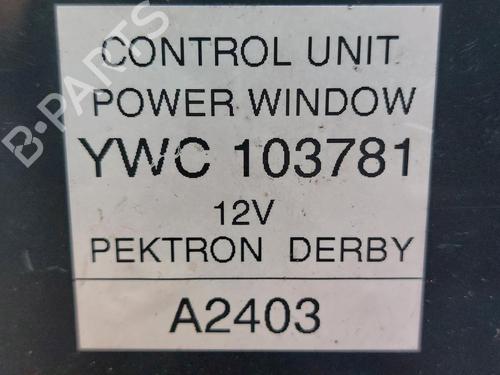 CONTROL UNIT
POWER WINDOW
YWC 103781
12V
PEKTRON DERBY
A2403
B-PARTS